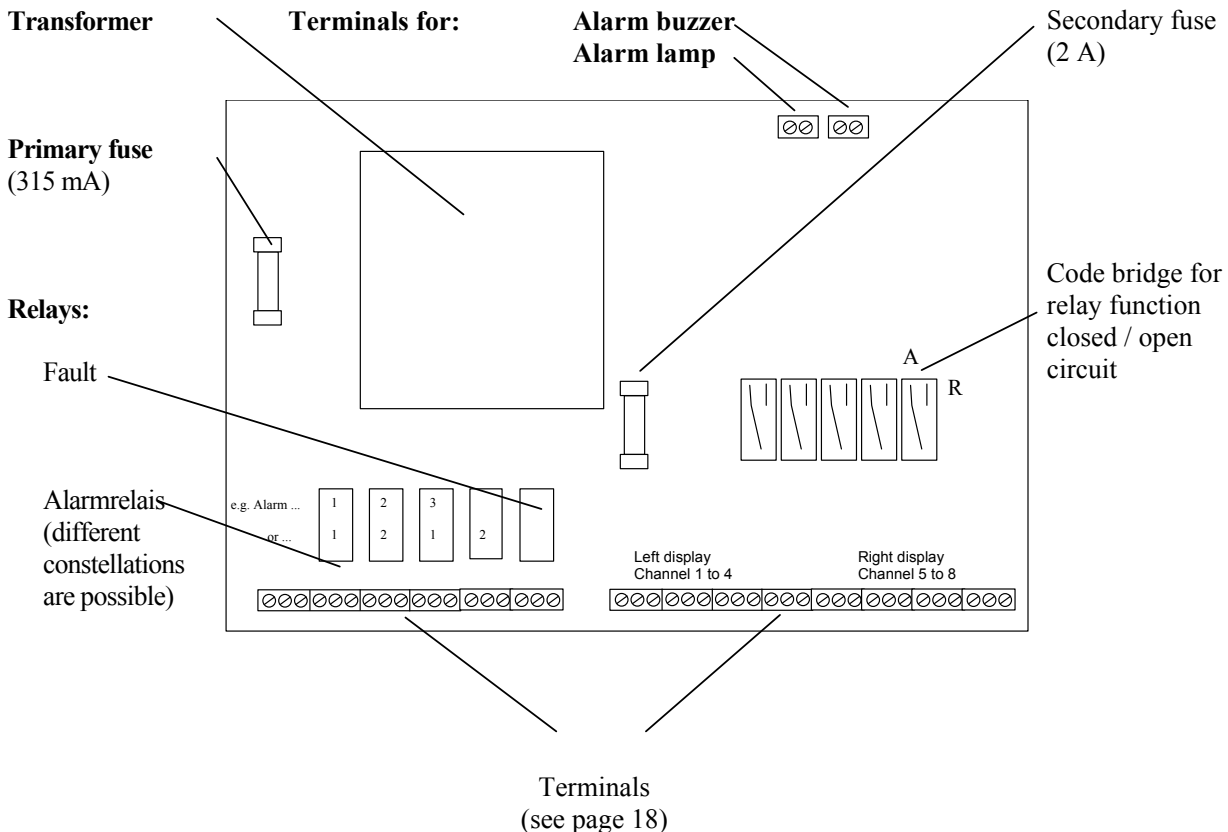 Transformer
Terminals for:
Alarm buzzer
Alarm lamp
Secondary fuse
(2 A)
Primary fuse
(315 mA)
Relays:
Fault
Alarmrelais
(different
constellations
are possible)
Code bridge for
relay function
closed / open
circuit
A
R
e.g. Alarm ...
1
2
3
or ...
1
2
1
2
Left display
Channel 1 to 4
Right display
Channel 5 to 8
Terminals
(see page 18)